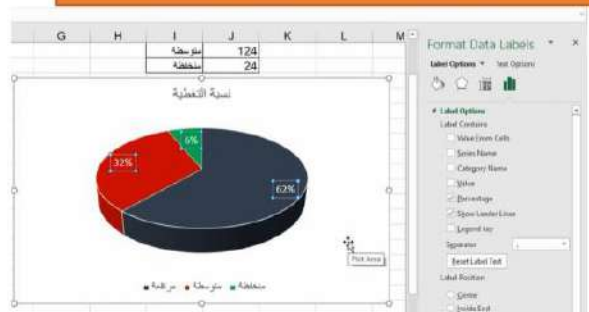 G H I J K L M
متوسطة 124
منخفضة 24
نسبة التغطية
6%
32%
62%
Plot Area
مرتفعة متوسطة منخفضة
Format Data Labels
Label Options Text Options
Label Options
Label Contains
Value From Cells
Series Name
Category Name
Value
Percentage
Show Leader Lines
Legend key
Separator ,
Reset Label Text
Label Position
Center
Inside End